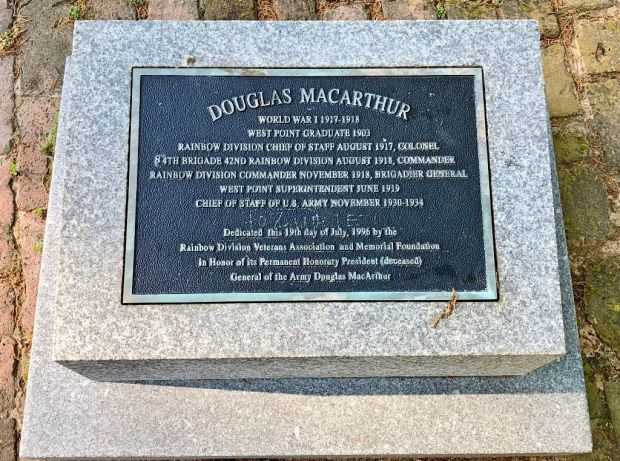 DOUGLAS MACARTHUR
WORLD WAR I 1917-1918
WEST POINT GRADUATE 1903
RAINBOW DIVISION CHIEF OF STAFF AUGUST 1917, COLONEL
84TH BRIGADE 42ND RAINBOW DIVISION AUGUST 1918, COMMANDER
RAINBOW DIVISION COMMANDER NOVEMBER 1918, BRIGADIER GENERAL
WEST POINT SUPERINTENDENT JUNE 1919
CHIEF OF STAFF OF U.S. ARMY NOVEMBER 1930-1934
Dedicated this 19th day of July, 1996 by the
Rainbow Division Veterans Association and Memorial Foundation
In Honor of its Permanent Honorary President (deceased)
General of the Army Douglas MacArthur